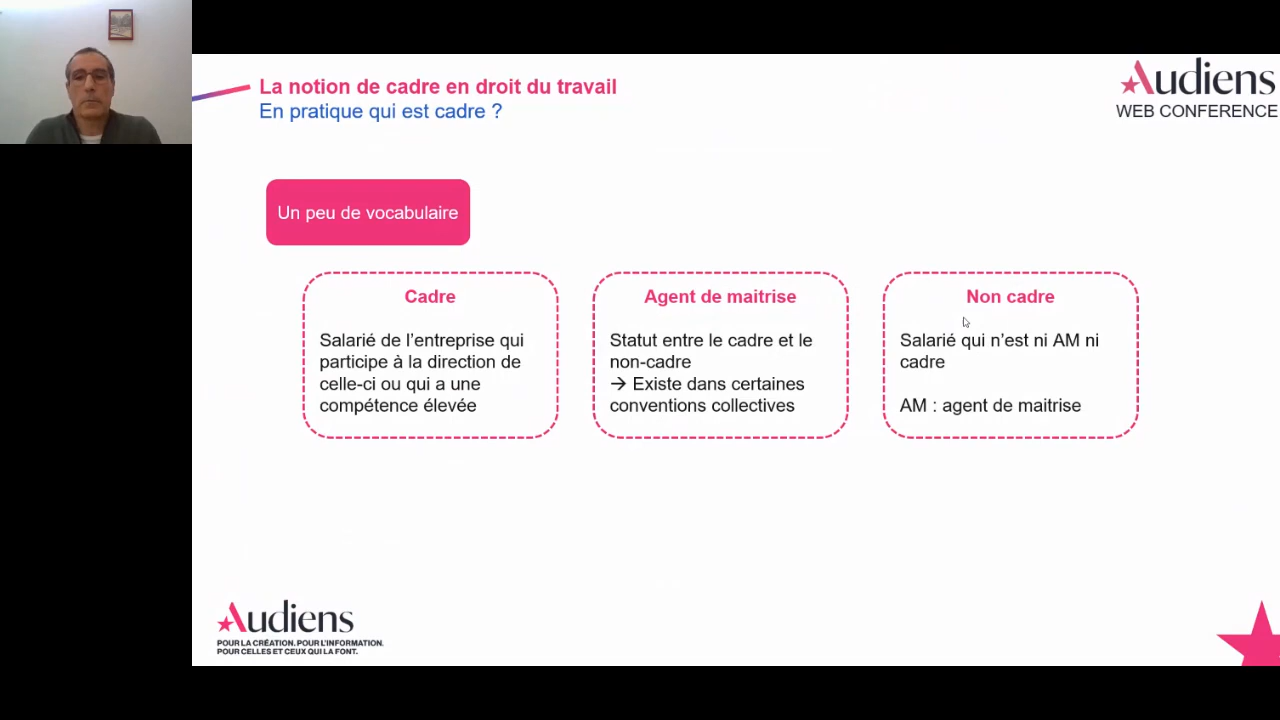 La notion de cadre en droit du travail
En pratique qui est cadre ?
Audiens
WEB CONFERENCE
Un peu de vocabulaire
Cadre
Salarié de l’entreprise qui
participe à la direction de
celle-ci ou qui a une
compétence élevée
Agent de maitrise
Statut entre le cadre et le
non-cadre
→ Existe dans certaines
conventions collectives
Non cadre
Salarié qui n’est ni AM ni
cadre
AM : agent de maitrise
Audiens
POUR LA CRÉATION. POUR L’INFORMATION.
POUR CELLES ET CEUX QUI LA FONT.